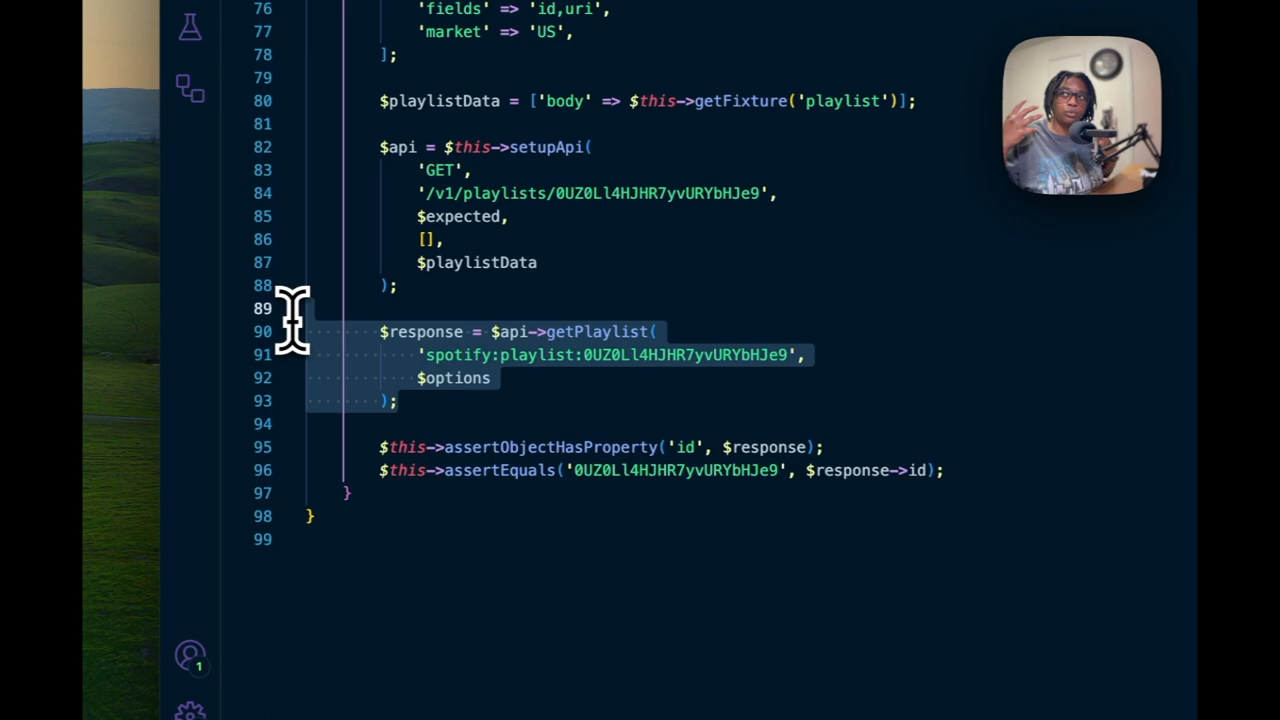 76 'fields' => 'id,uri',
77 'market' => 'US',
78 ];
79
80 $playlistData = ['body' => $this->getFixture('playlist')];
81
82 $api = $this->setupApi(
83 'GET',
84 '/v1/playlists/0UZ0Ll4HJHR7yvURYbHJe9',
85 $expected,
86 [],
87 $playlistData
88 );
89
90 $response = $api->getPlaylist(
91 'spotify:playlist:0UZ0Ll4HJHR7yvURYbHJe9',
92 $options
93 );
94
95 $this->assertObjectHasProperty('id', $response);
96 $this->assertEquals('0UZ0Ll4HJHR7yvURYbHJe9', $response->id);
97 }
98 }
99
1